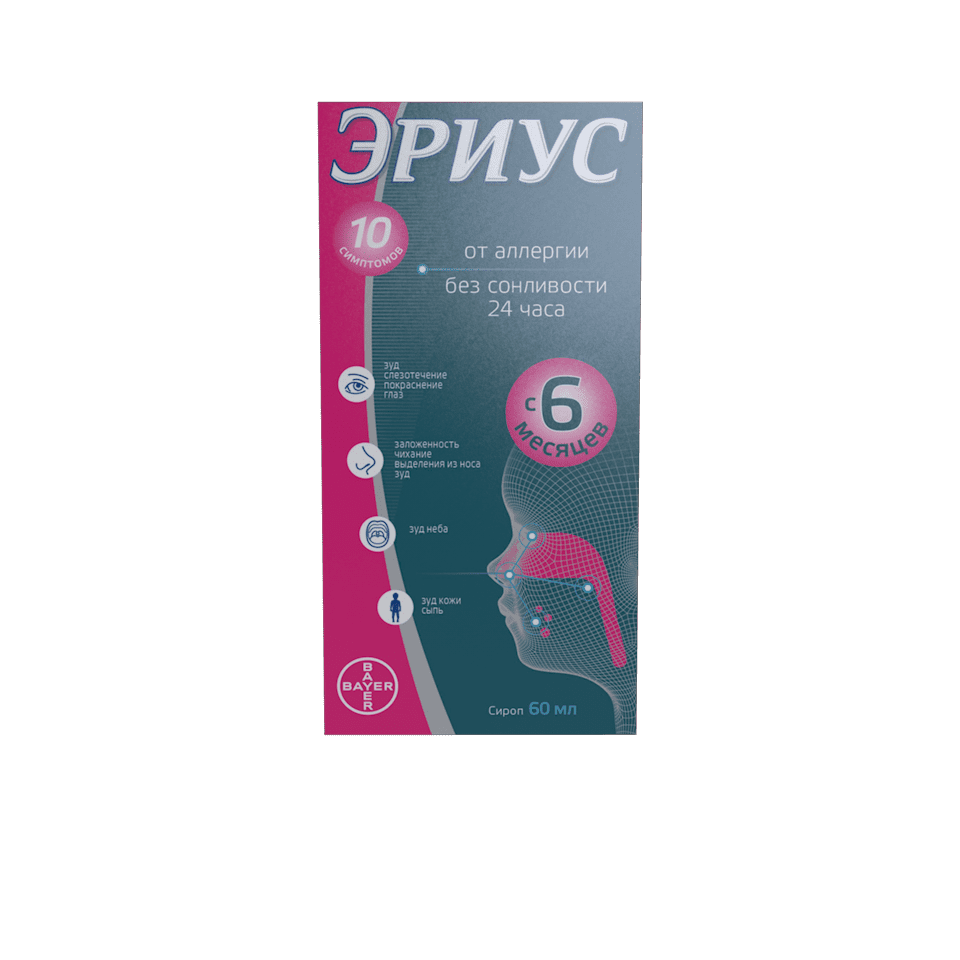 ЭРИУС
10
СИМПТОМОВ
от аллергии
без сонливости
24 часа
зуд
слезотечение
покраснение
глаз
с 6
месяцев
заложенность
чихание
выделения из носа
зуд
зуд неба
зуд кожи
сыпь
BAYER
BAYER
Сироп 60 мл